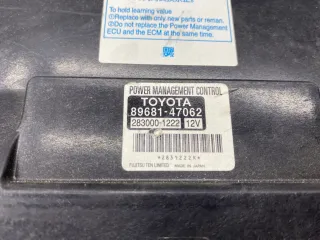 To hold learning value
①Replace with only new parts or reman.
②Do not replace the Power Management
ECU and the ECM at the same time.
POWER MANAGEMENT CONTROL
TOYOTA
89681-47062
283000-1222 12V
FUJITSU TEN LIMITED MADE IN JAPAN